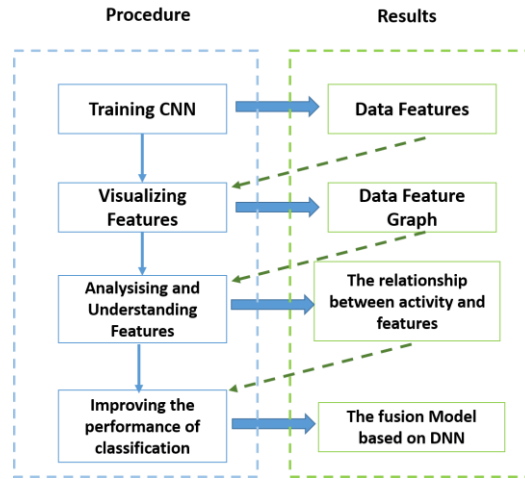 Procedure
Results
Training CNN
Data Features
Visualizing
Features
Data Feature
Graph
Analysising and
Understanding
Features
The relationship
between activity and
features
Improving the
performance of
classification
The fusion Model
based on DNN